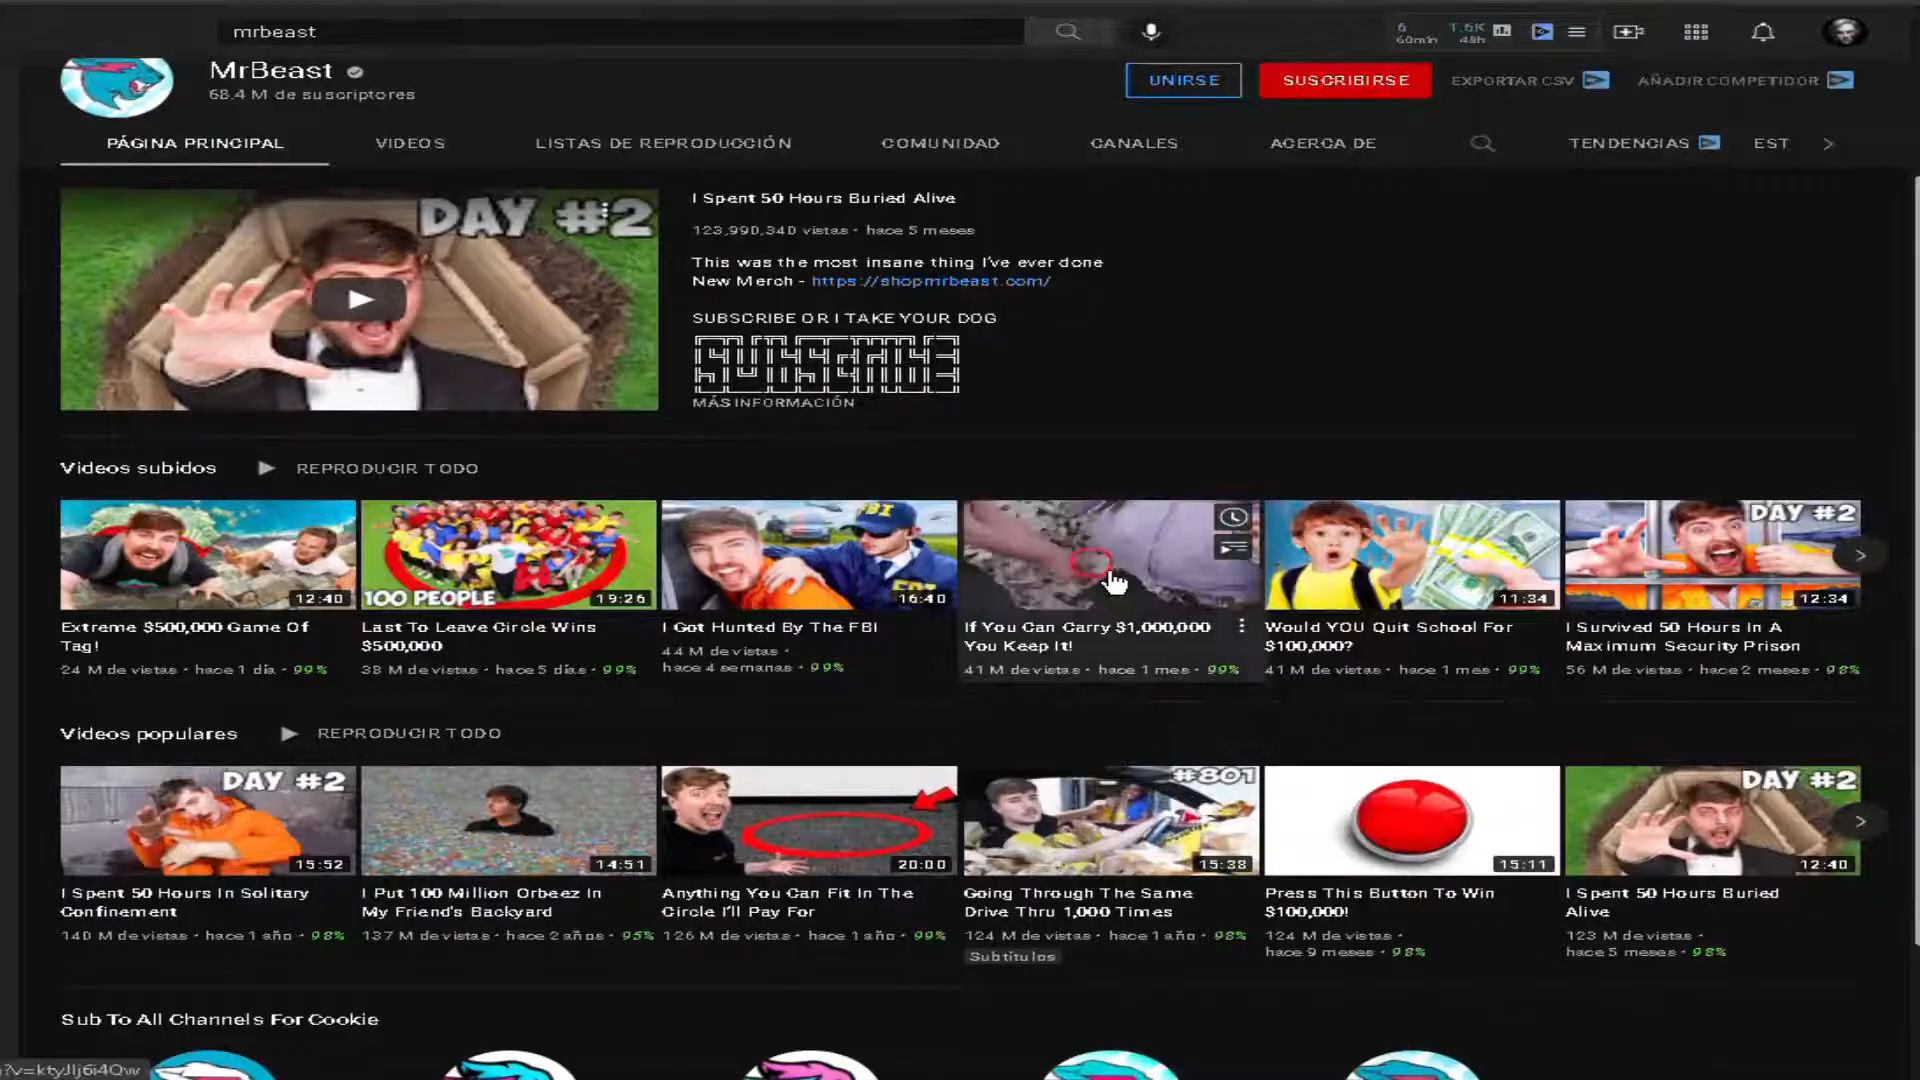 mrbeast
6
60min
1.6K
48h
MrBeast
68.4 M de suscriptores
UNIRSE
SUSCRIBIRSE
EXPORTAR CSV
AÑADIR COMPETIDOR
PÁGINA PRINCIPAL
VIDEOS
LISTAS DE REPRODUCCIÓN
COMUNIDAD
CANALES
ACERCA DE
TENDENCIAS
EST
DAY #2
I Spent 50 Hours Buried Alive
123,990,340 vistas · hace 5 meses
This was the most insane thing I've ever done
New Merch - https://shopmrbeast.com/
SUBSCRIBE OR I TAKE YOUR DOG
MÁS INFORMACIÓN
Videos subidos
REPRODUCIR TODO
12:40
100 PEOPLE
19:26
FBI
16:40
11:34
DAY #2
12:34
Extreme $500,000 Game Of
Tag!
24 M de vistas · hace 1 día · 99%
Last To Leave Circle Wins
$500,000
38 M de vistas · hace 5 días · 99%
I Got Hunted By The FBI
44 M de vistas ·
hace 4 semanas · 99%
If You Can Carry $1,000,000
You Keep It!
41 M de vistas · hace 1 mes · 99%
Would YOU Quit School For
$100,000?
41 M de vistas · hace 1 mes · 99%
I Survived 50 Hours In A
Maximum Security Prison
56 M de vistas · hace 2 meses · 98%
Videos populares
REPRODUCIR TODO
DAY #2
15:52
14:51
20:00
#801
15:38
15:11
DAY #2
12:40
I Spent 50 Hours In Solitary
Confinement
140 M de vistas · hace 1 año · 98%
I Put 100 Million Orbeez In
My Friend's Backyard
137 M de vistas · hace 2 años · 95%
Anything You Can Fit In The
Circle I'll Pay For
126 M de vistas · hace 1 año · 99%
Going Through The Same
Drive Thru 1,000 Times
124 M de vistas · hace 1 año · 98%
Subtítulos
Press This Button To Win
$100,000!
124 M de vistas ·
hace 9 meses · 98%
I Spent 50 Hours Buried
Alive
123 M de vistas ·
hace 5 meses · 98%
Sub To All Channels For Cookie